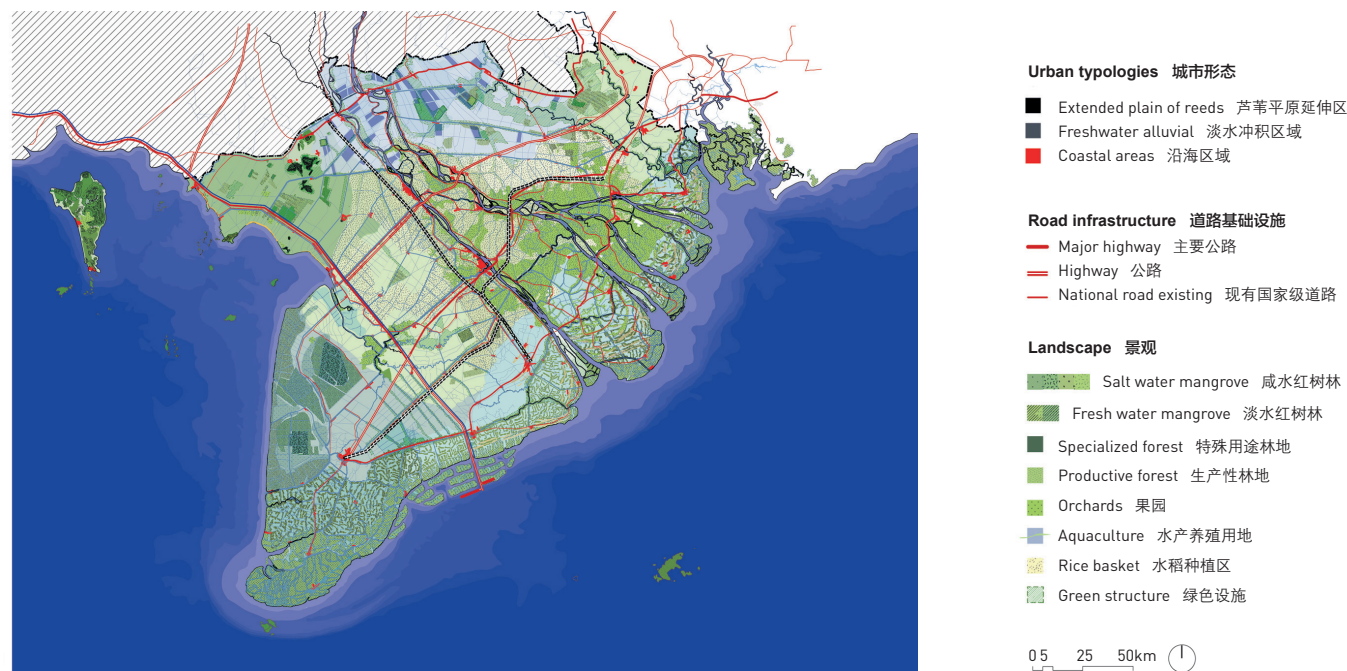 Urban typologies 城市形态
Extended plain of reeds 芦苇平原延伸区
Freshwater alluvial 淡水冲积区域
Coastal areas 沿海区域
Road infrastructure 道路基础设施
Major highway 主要公路
Highway 公路
National road existing 现有国家级道路
Landscape 景观
Salt water mangrove 咸水红树林
Fresh water mangrove 淡水红树林
Specialized forest 特殊用途林地
Productive forest 生产性林地
Orchards 果园
Aquaculture 水产养殖用地
Rice basket 水稻种植区
Green structure 绿色设施
0 5 25 50km